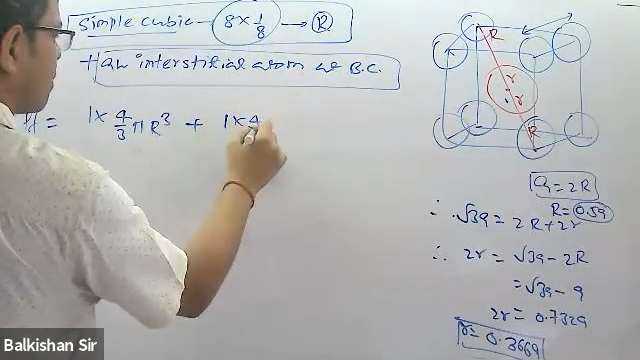 Simple cubic - 8 × 1/8 → R
+ an interstitial atom at B.C.
= 1 × 4/3 π R³ + 1 × 4
R
r
r
R
a = 2R
R = 0.5a
∴ √3a = 2R + 2r
∴ 2r = √3a - 2R
= √3a - a
2r = 0.732a
r = 0.366a
Balkishan Sir